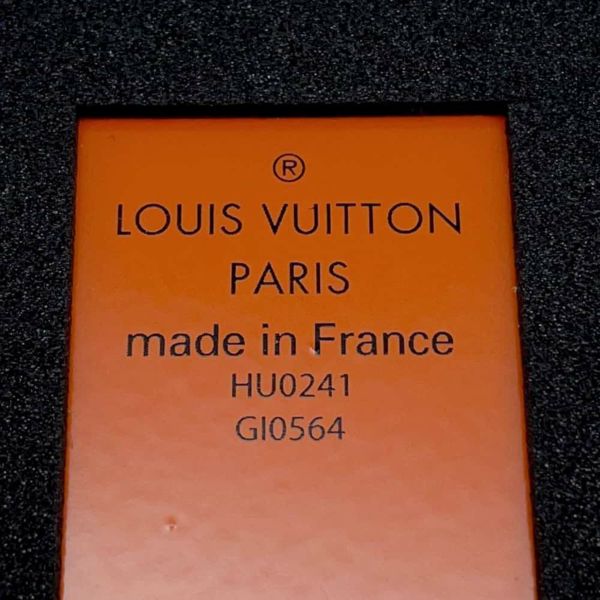 ®
LOUIS VUITTON
PARIS
made in France
HU0241
GI0564